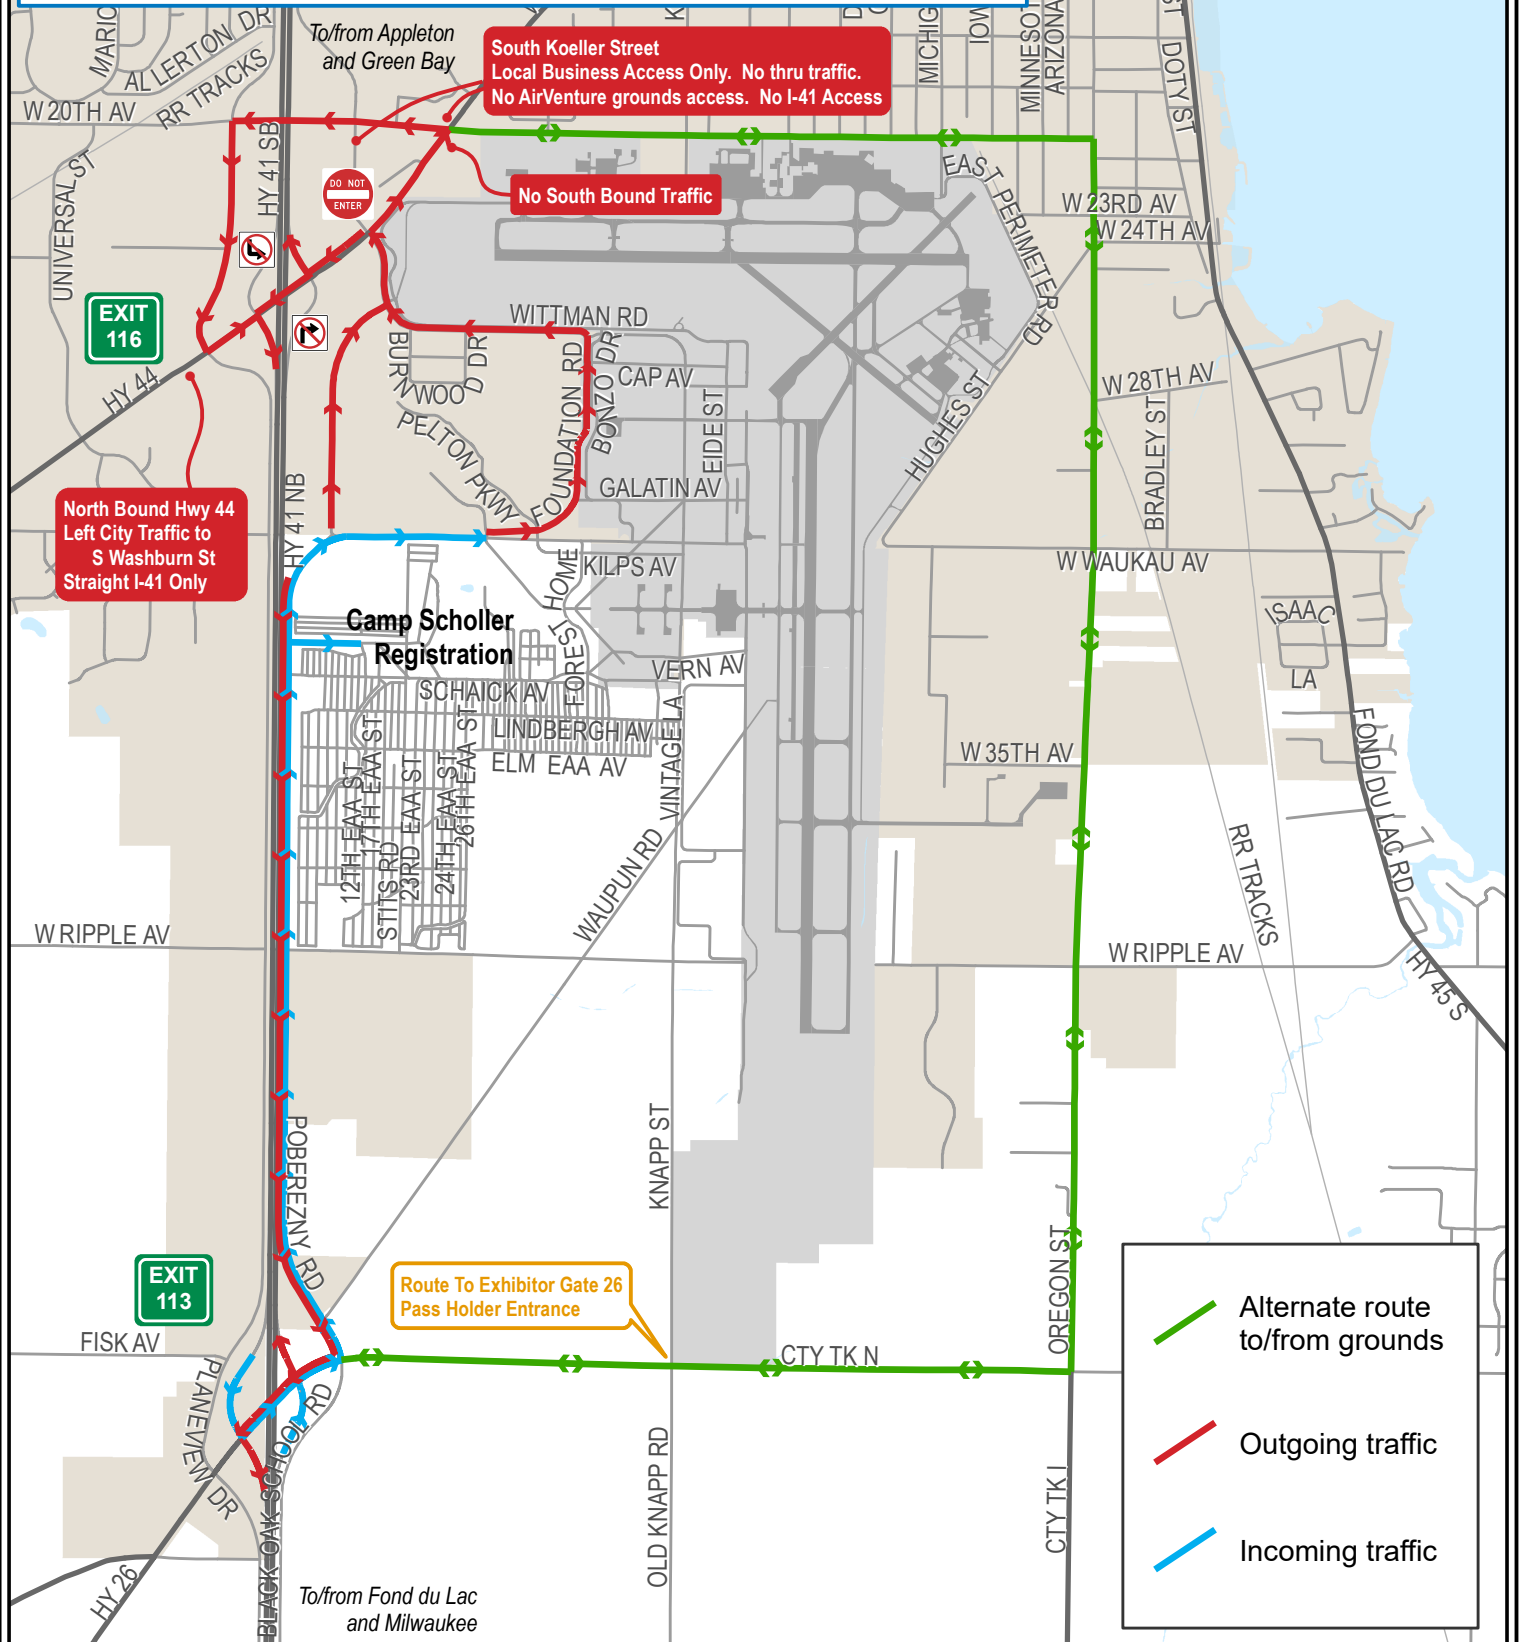 MARIC
ALLERTON DR
RR TRACKS
W 20TH AV
To/from Appleton
and Green Bay
South Koeller Street
Local Business Access Only.  No thru traffic.
No AirVenture grounds access.  No I-41 Access
K
D
C
MICHIG
IOW
MINNESOT
ARIZONA
ST
DOTY ST
HY 41 SB
UNIVERSAL ST
DO NOT
ENTER
No South Bound Traffic
EAST PERIMETER RD
W 23RD AV
W 24TH AV
EXIT
116
HY 44
WITTMAN RD
BURNWOOD DR
CAP AV
FOUNDATION RD
BONZO DR
EIDE ST
PELTON PKWY
HUGHES ST
W 28TH AV
BRADLEY ST
GALATIN AV
North Bound Hwy 44
Left City Traffic to
S Washburn St
Straight I-41 Only
HY 41 NB
KILPS AV
FOREST HOME
W WAUKAU AV
ISAAC
LA
Camp Scholler
Registration
VERN AV
SCHAICK AV
LINDBERGH AV
ELM EAA AV
VINTAGE LA
12TH EAA ST
17TH EAA ST
STITS RD
23RD EAA ST
24TH EAA ST
26TH EAA ST
W 35TH AV
FOND DU LAC RD
WAUPUN RD
RR TRACKS
W RIPPLE AV
W RIPPLE AV
HY 45 S
POBEREZNY RD
KNAPP ST
OREGON ST
EXIT
113
FISK AV
Route To Exhibitor Gate 26
Pass Holder Entrance
CTY TK N
PLANEVIEW DR
BLACK OAK SCHOOL RD
OLD KNAPP RD
CTY TK I
HY 26
To/from Fond du Lac
and Milwaukee
Alternate route
to/from grounds
Outgoing traffic
Incoming traffic